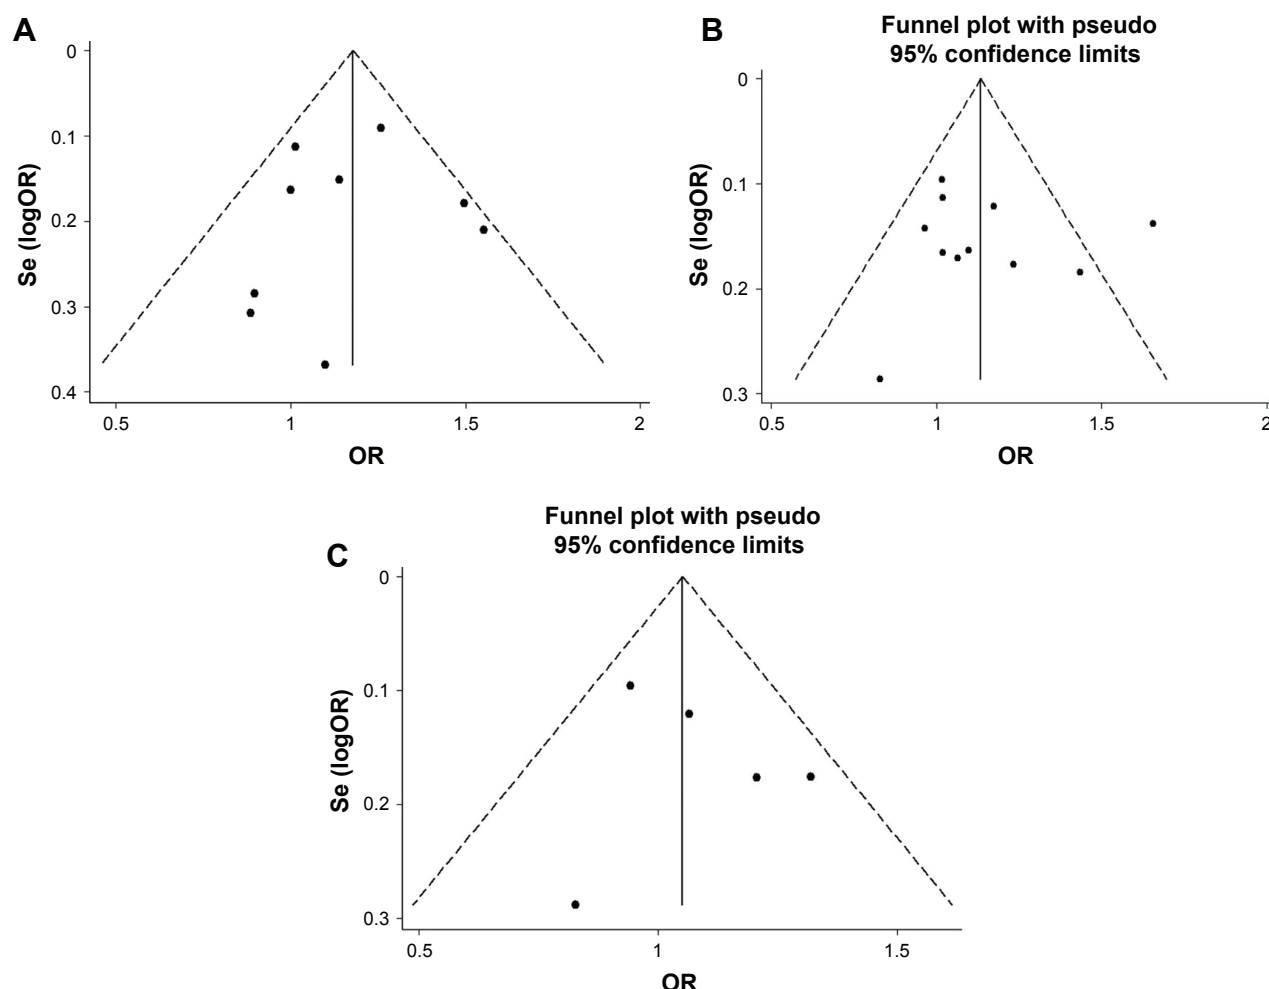 A
0
0.1
0.2
0.3
0.4
Se (logOR)
0.5
1
1.5
2
OR
B
Funnel plot with pseudo
95% confidence limits
0
0.1
0.2
0.3
Se (logOR)
0.5
1
1.5
2
OR
C
Funnel plot with pseudo
95% confidence limits
0
0.1
0.2
0.3
Se (logOR)
0.5
1
1.5
OR